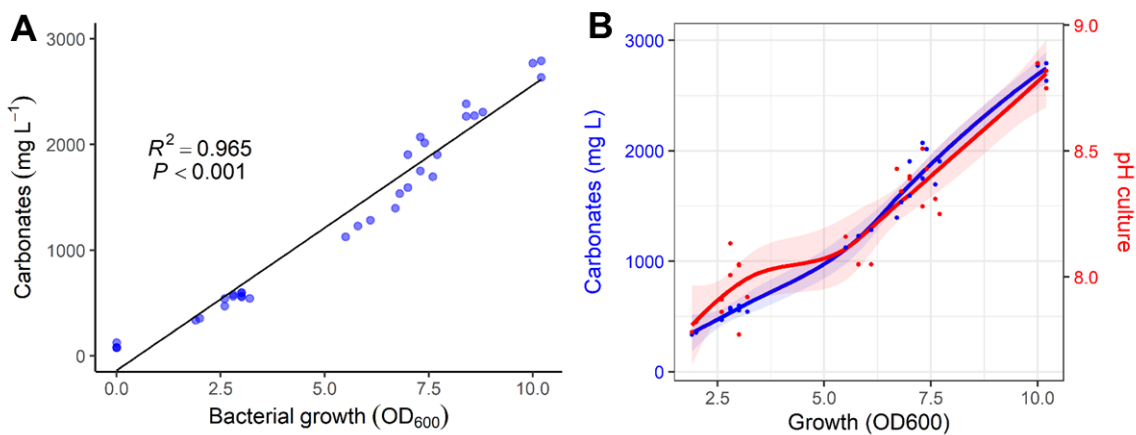 A
Carbonates (mg L⁻¹)
3000
2000
1000
0
R² = 0.965
P < 0.001
0.0 2.5 5.0 7.5 10.0
Bacterial growth (OD₆₀₀)
B
Carbonates (mg L)
3000
2000
1000
0
9.0
8.5
8.0
pH culture
2.5 5.0 7.5 10.0
Growth (OD600)